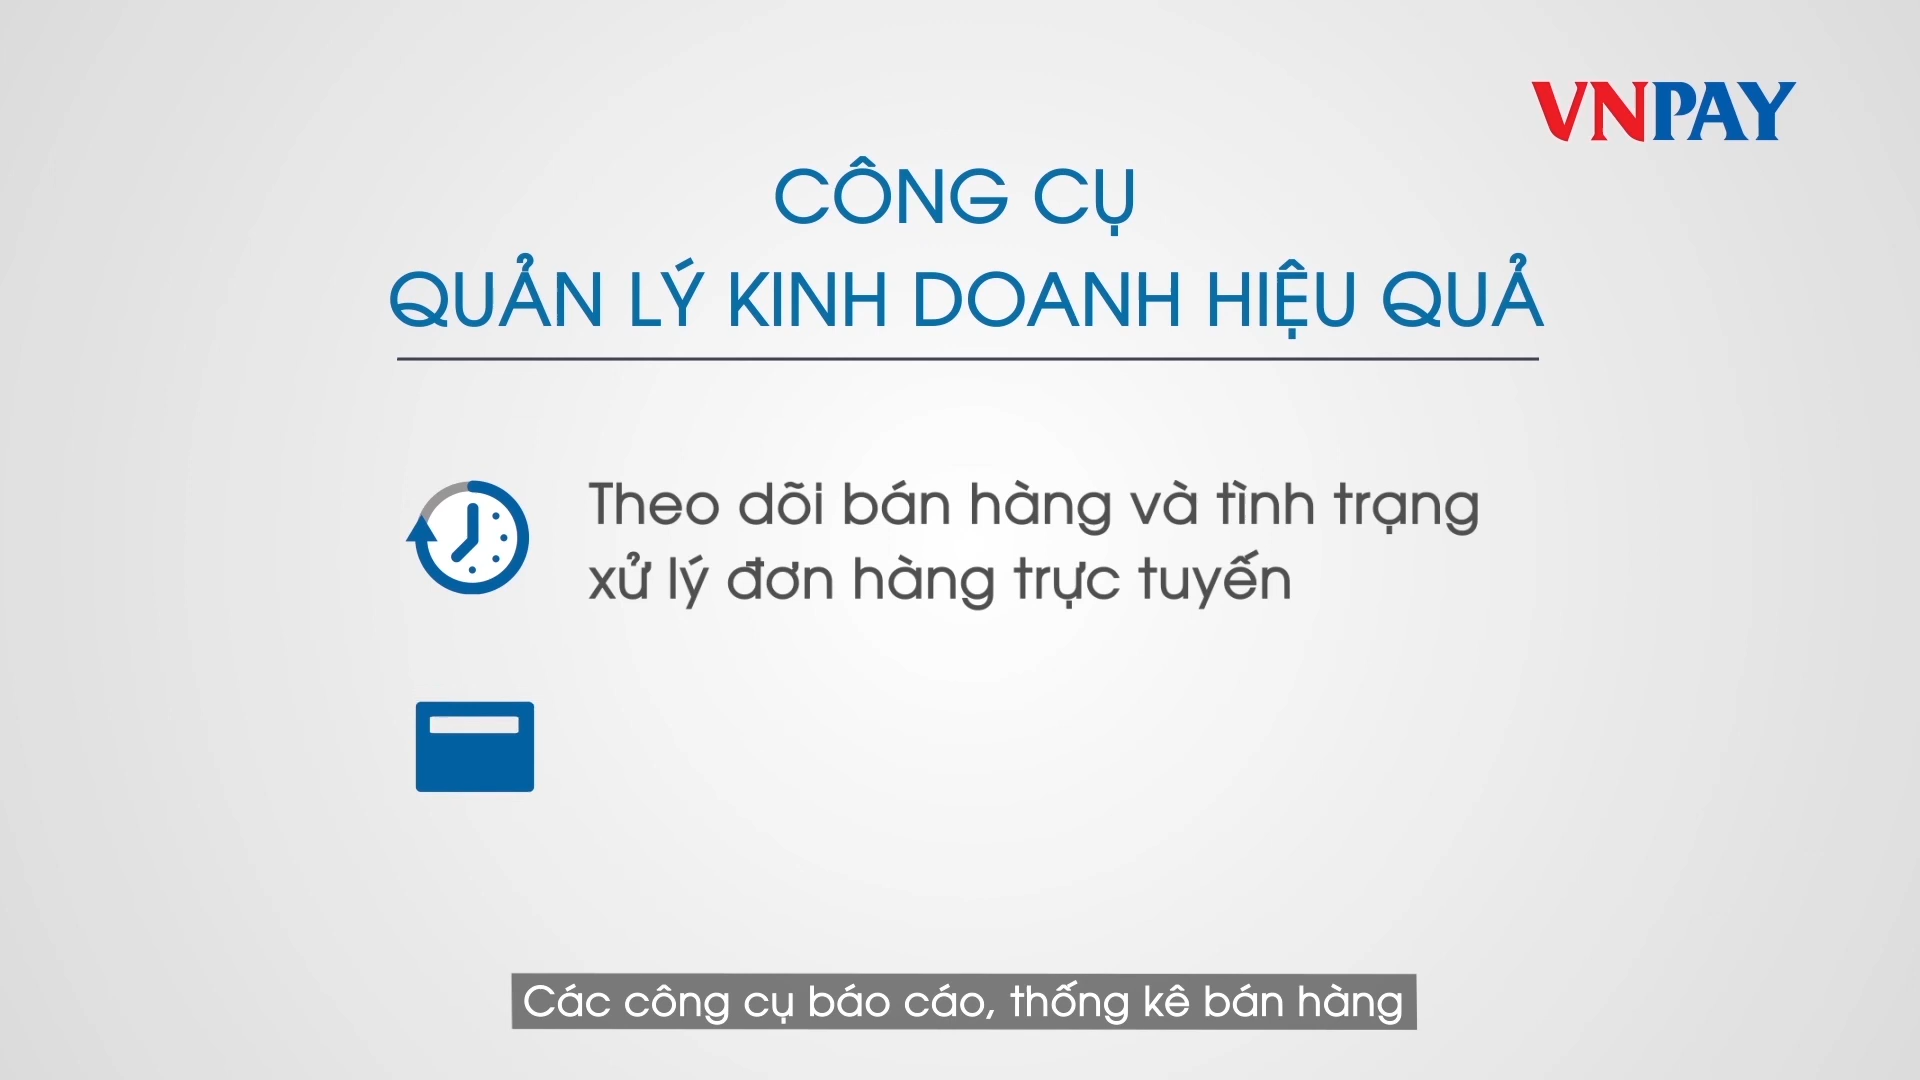 VNPAY
CÔNG CỤ
QUẢN LÝ KINH DOANH HIỆU QUẢ
Theo dõi bán hàng và tình trạng
xử lý đơn hàng trực tuyến
Các công cụ báo cáo, thống kê bán hàng